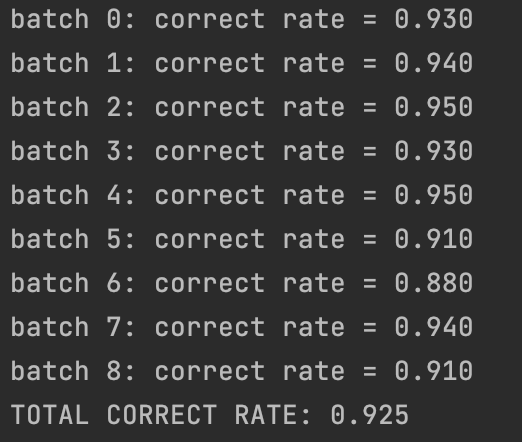 batch 0: correct rate = 0.930
batch 1: correct rate = 0.940
batch 2: correct rate = 0.950
batch 3: correct rate = 0.930
batch 4: correct rate = 0.950
batch 5: correct rate = 0.910
batch 6: correct rate = 0.880
batch 7: correct rate = 0.940
batch 8: correct rate = 0.910
TOTAL CORRECT RATE: 0.925